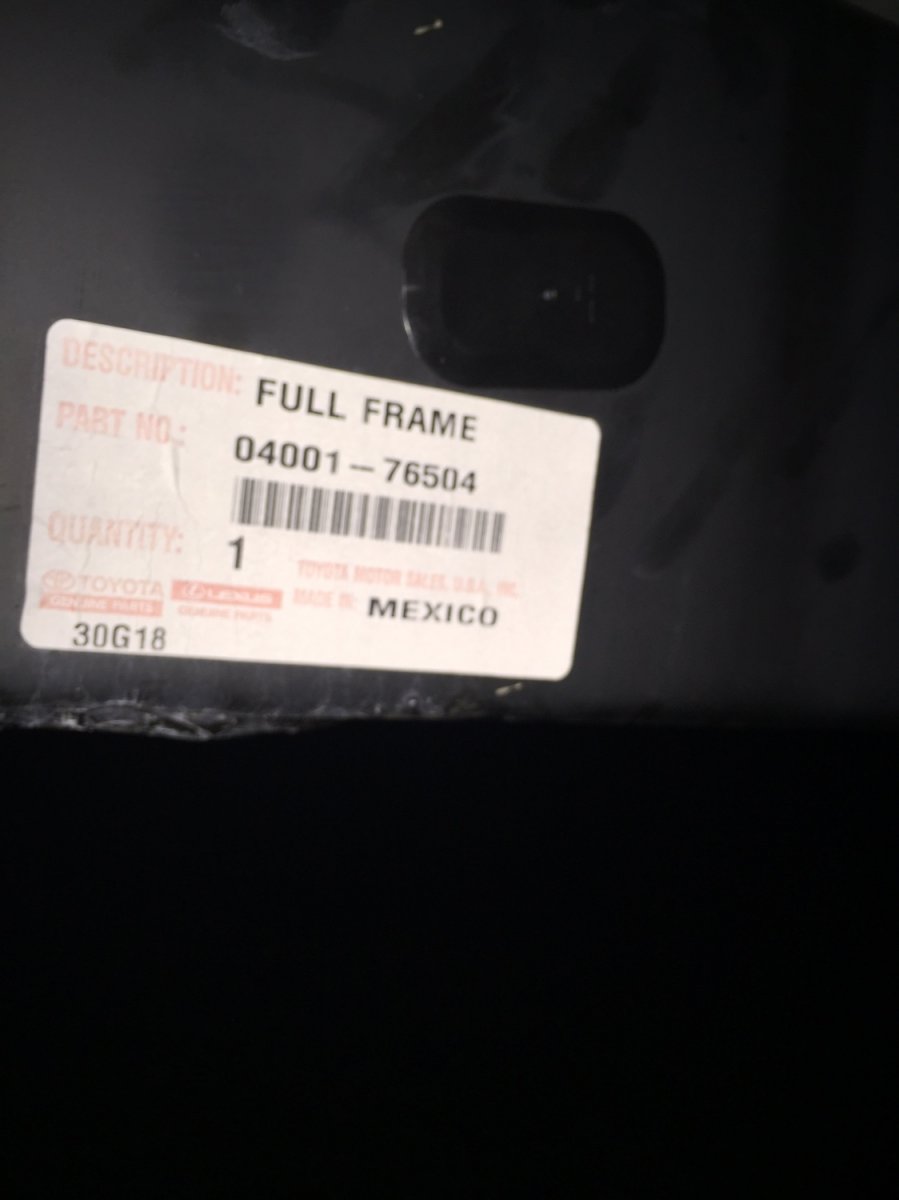 DESCRIPTION: FULL FRAME
PART NO.: 04001-76504
QUANTITY: 1
TOYOTA MOTOR SALES, U.S.A., INC.
TOYOTA LEXUS MADE IN: MEXICO
GENUINE PARTS GENUINE PARTS
30G18